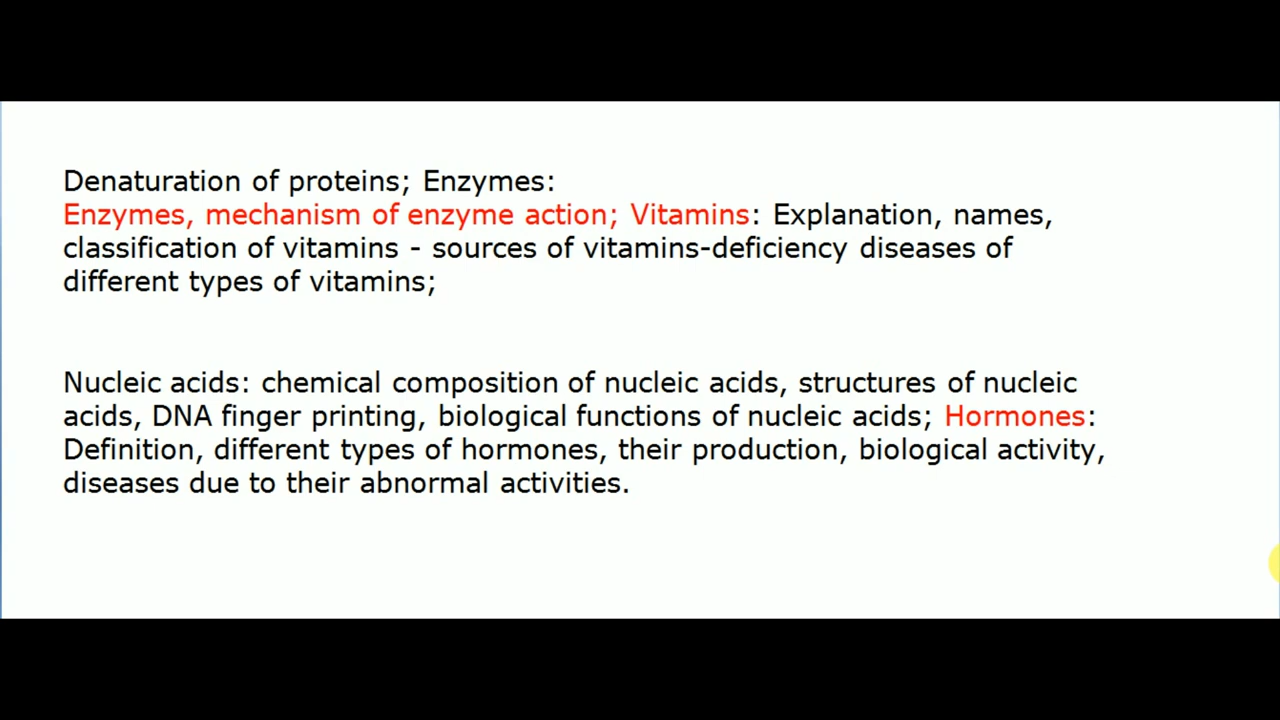 Denaturation of proteins; Enzymes:
Enzymes, mechanism of enzyme action; Vitamins: Explanation, names,
classification of vitamins - sources of vitamins-deficiency diseases of
different types of vitamins;
Nucleic acids: chemical composition of nucleic acids, structures of nucleic
acids, DNA finger printing, biological functions of nucleic acids; Hormones:
Definition, different types of hormones, their production, biological activity,
diseases due to their abnormal activities.